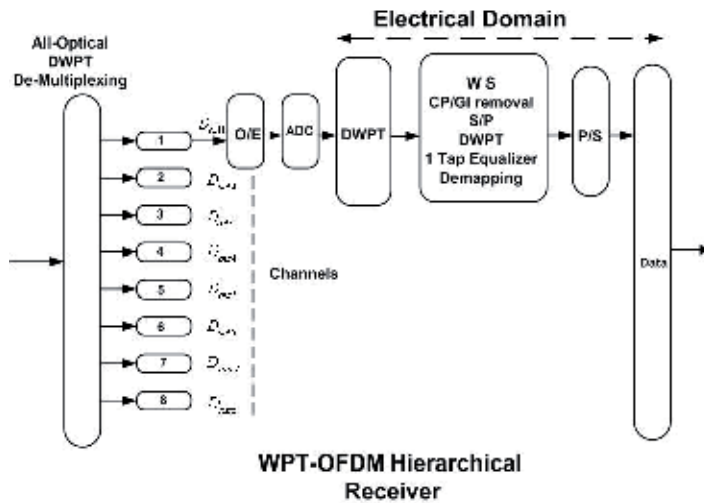 Electrical Domain
All-Optical
DWPT
De-Multiplexing
1
O/E
ADC
DWPT
W S
CP/GI removal
S/P
DWPT
1 Tap Equalizer
Demapping
P/S
Data
2
3
4
5
6
7
8
Channels
WPT-OFDM Hierarchical
Receiver